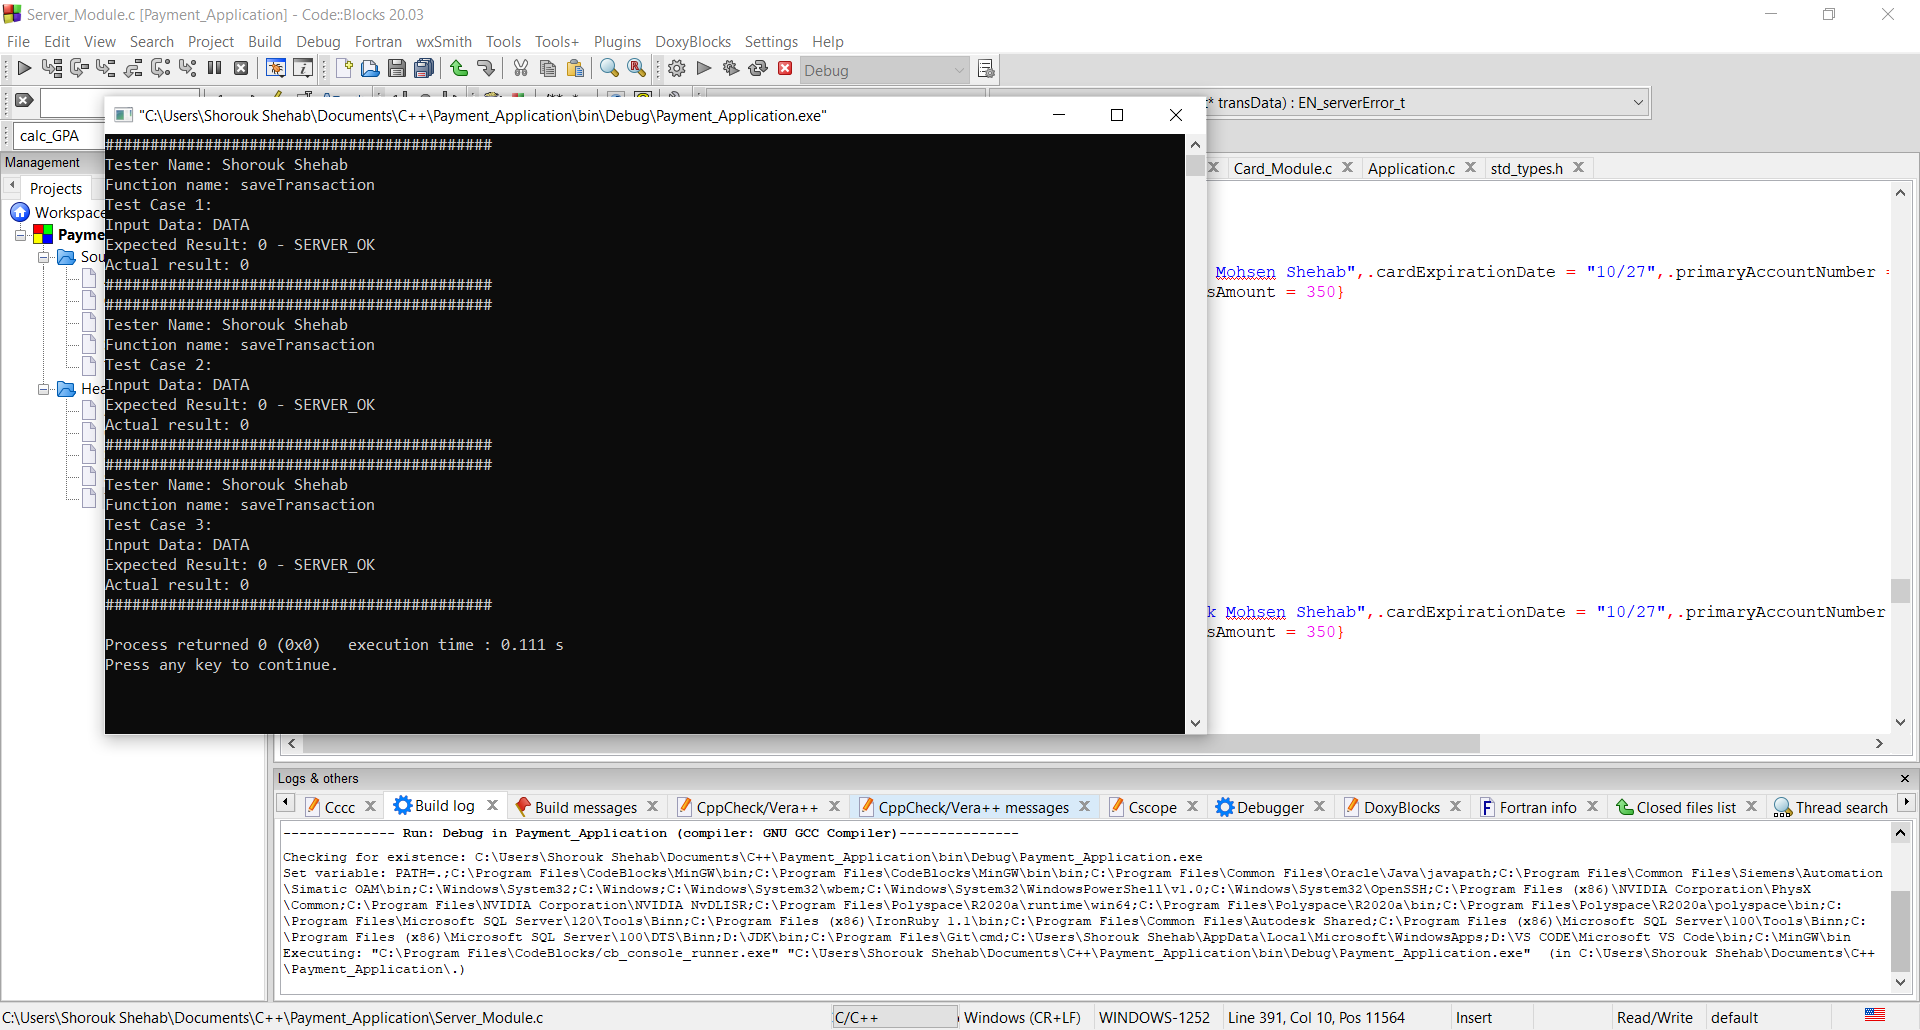 Server_Module.c [Payment_Application] - Code::Blocks 20.03
File Edit View Search Project Build Debug Fortran wxSmith Tools Tools+ Plugins DoxyBlocks Settings Help
Debug
* transData) : EN_serverError_t
calc_GPA
Management
Projects
Workspace
Payme
Sou
Hea
Card_Module.c Application.c std_types.h
"C:\Users\Shorouk Shehab\Documents\C++\Payment_Application\bin\Debug\Payment_Application.exe"
###########################################
Tester Name: Shorouk Shehab
Function name: saveTransaction
Test Case 1:
Input Data: DATA
Expected Result: 0 - SERVER_OK
Actual result: 0
###########################################
###########################################
Tester Name: Shorouk Shehab
Function name: saveTransaction
Test Case 2:
Input Data: DATA
Expected Result: 0 - SERVER_OK
Actual result: 0
###########################################
###########################################
Tester Name: Shorouk Shehab
Function name: saveTransaction
Test Case 3:
Input Data: DATA
Expected Result: 0 - SERVER_OK
Actual result: 0
###########################################
Process returned 0 (0x0)   execution time : 0.111 s
Press any key to continue.
Mohsen Shehab",.cardExpirationDate = "10/27",.primaryAccountNumber =
sAmount = 350}
k Mohsen Shehab",.cardExpirationDate = "10/27",.primaryAccountNumber
sAmount = 350}
Logs & others
Cccc Build log Build messages CppCheck/Vera++ CppCheck/Vera++ messages Cscope Debugger DoxyBlocks Fortran info Closed files list Thread search
-------------- Run: Debug in Payment_Application (compiler: GNU GCC Compiler)---------------
Checking for existence: C:\Users\Shorouk Shehab\Documents\C++\Payment_Application\bin\Debug\Payment_Application.exe
Set variable: PATH=.;C:\Program Files\CodeBlocks\MinGW\bin;C:\Program Files\CodeBlocks\MinGW\bin\bin;C:\Program Files\Common Files\Oracle\Java\javapath;C:\Program Files\Common Files\Siemens\Automation
\Simatic OAM\bin;C:\Windows\System32;C:\Windows;C:\Windows\System32\wbem;C:\Windows\System32\WindowsPowerShell\v1.0;C:\Windows\System32\OpenSSH;C:\Program Files (x86)\NVIDIA Corporation\PhysX
\Common;C:\Program Files\NVIDIA Corporation\NVIDIA NvDLISR;C:\Program Files\Polyspace\R2020a\runtime\win64;C:\Program Files\Polyspace\R2020a\bin;C:\Program Files\Polyspace\R2020a\polyspace\bin;C:
\Program Files\Microsoft SQL Server\120\Tools\Binn;C:\Program Files (x86)\IronRuby 1.1\bin;C:\Program Files\Common Files\Autodesk Shared;C:\Program Files (x86)\Microsoft SQL Server\100\Tools\Binn;C:
\Program Files (x86)\Microsoft SQL Server\100\DTS\Binn;D:\JDK\bin;C:\Program Files\Git\cmd;C:\Users\Shorouk Shehab\AppData\Local\Microsoft\WindowsApps;D:\VS CODE\Microsoft VS Code\bin;C:\MinGW\bin
Executing: "C:\Program Files\CodeBlocks/cb_console_runner.exe" "C:\Users\Shorouk Shehab\Documents\C++\Payment_Application\bin\Debug\Payment_Application.exe"  (in C:\Users\Shorouk Shehab\Documents\C++
\Payment_Application\.)
C:\Users\Shorouk Shehab\Documents\C++\Payment_Application\Server_Module.c C/C++ Windows (CR+LF) WINDOWS-1252 Line 391, Col 10, Pos 11564 Insert Read/Write default